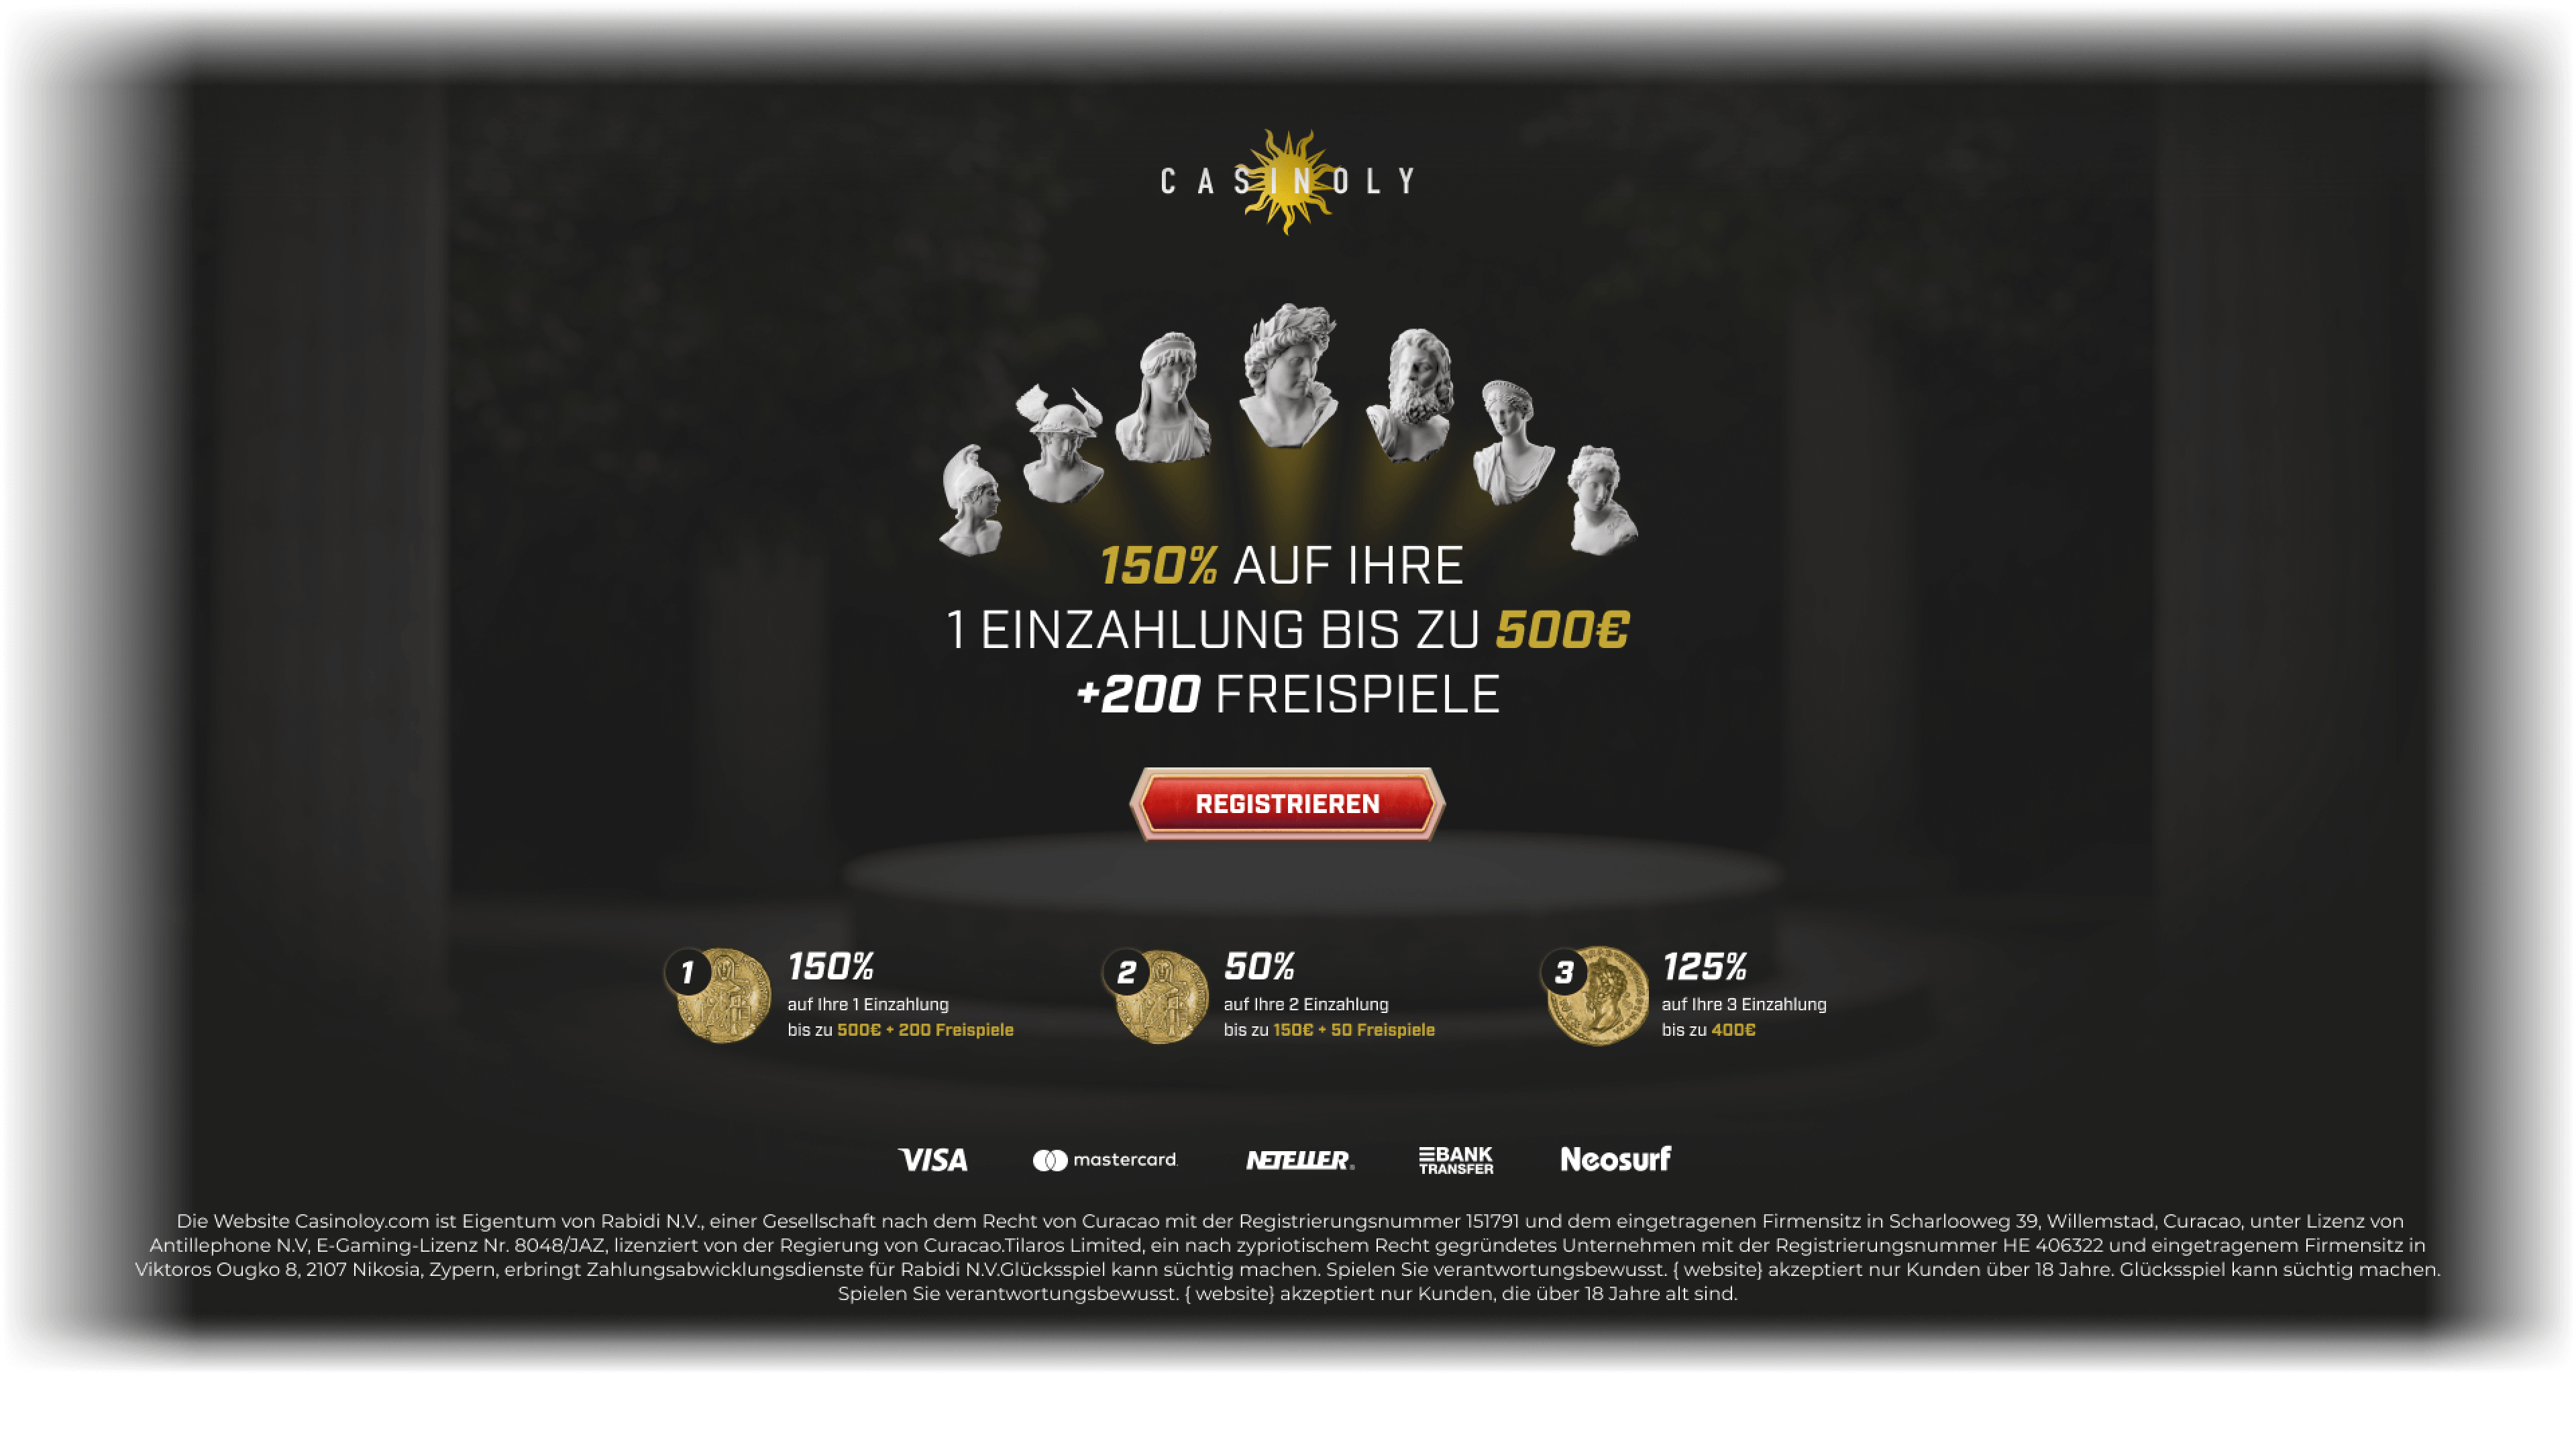 CASINOLY
150% AUF IHRE
1 EINZAHLUNG BIS ZU 500€
+200 FREISPIELE
REGISTRIEREN
1
150%
auf Ihre 1 Einzahlung
bis zu 500€ + 200 Freispiele
2
50%
auf Ihre 2 Einzahlung
bis zu 150€ + 50 Freispiele
3
125%
auf Ihre 3 Einzahlung
bis zu 400€
VISA mastercard. NETELLER. BANK TRANSFER Neosurf
Die Website Casinoloy.com ist Eigentum von Rabidi N.V., einer Gesellschaft nach dem Recht von Curacao mit der Registrierungsnummer 151791 und dem eingetragenen Firmensitz in Scharlooweg 39, Willemstad, Curacao, unter Lizenz von
Antillephone N.V, E-Gaming-Lizenz Nr. 8048/JAZ, lizenziert von der Regierung von Curacao.Tilaros Limited, ein nach zypriotischem Recht gegründetes Unternehmen mit der Registrierungsnummer HE 406322 und eingetragenem Firmensitz in
Viktoros Ougko 8, 2107 Nikosia, Zypern, erbringt Zahlungsabwicklungsdienste für Rabidi N.V.Glücksspiel kann süchtig machen. Spielen Sie verantwortungsbewusst. { website} akzeptiert nur Kunden über 18 Jahre. Glücksspiel kann süchtig machen.
Spielen Sie verantwortungsbewusst. { website} akzeptiert nur Kunden, die über 18 Jahre alt sind.